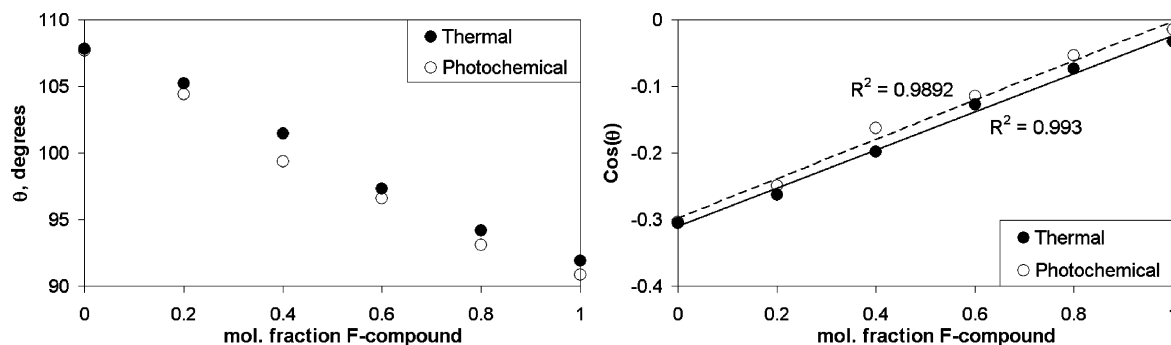 110
105
100
95
90
θ, degrees
0
0.2
0.4
0.6
0.8
1
mol. fraction F-compound
Thermal
Photochemical
0
-0.1
-0.2
-0.3
-0.4
Cos(θ)
R² = 0.9892
R² = 0.993
Thermal
Photochemical
0
0.2
0.4
0.6
0.8
1
mol. fraction F-compound